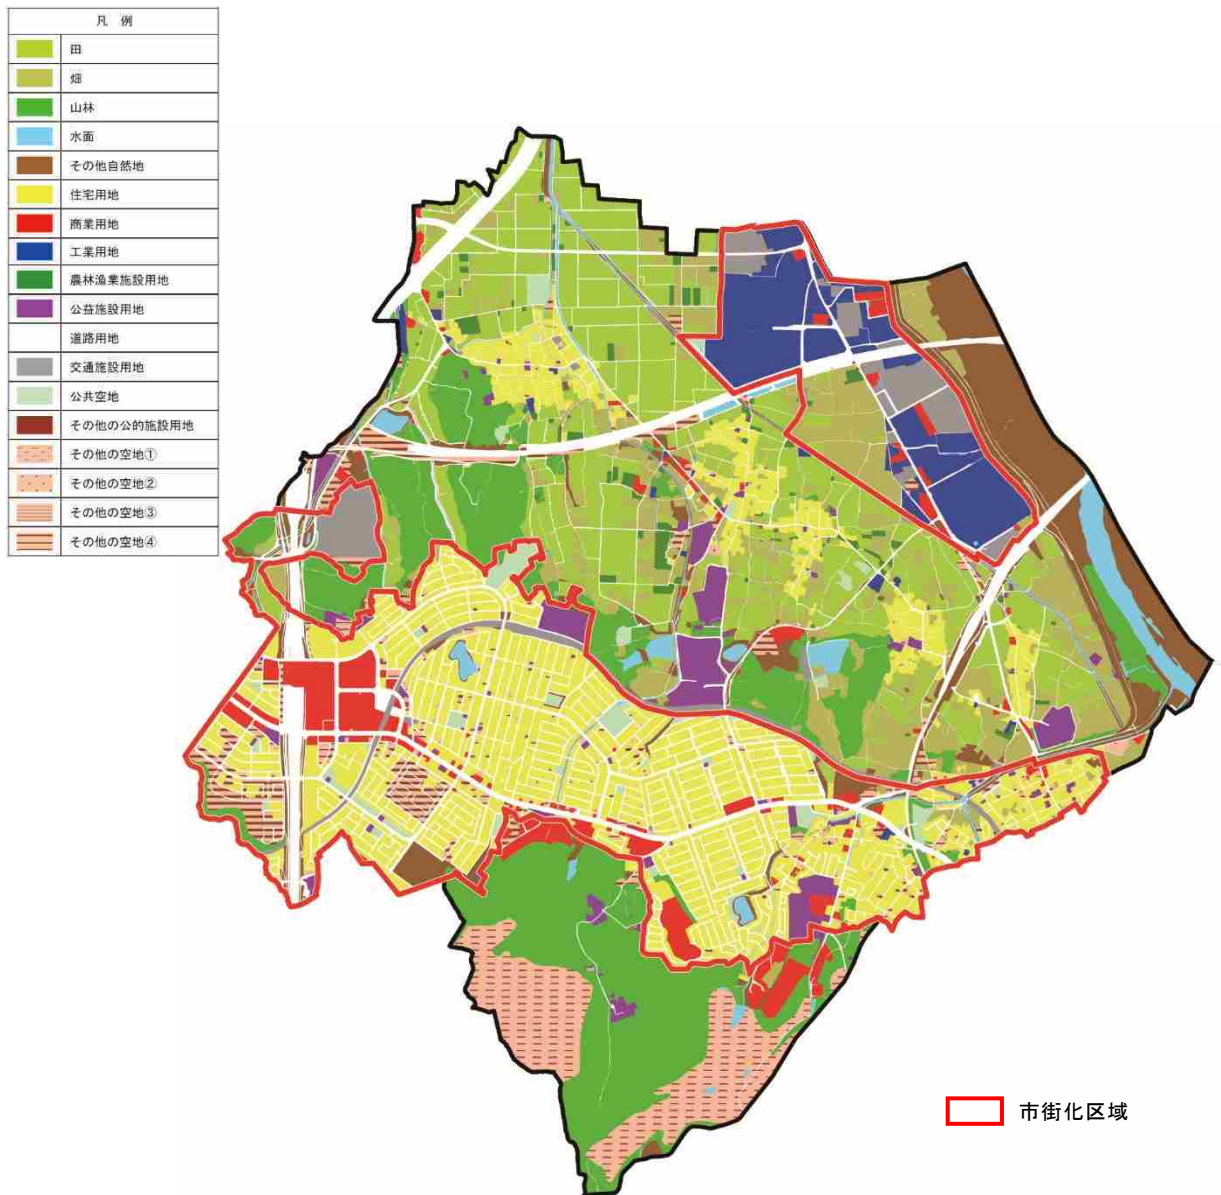 凡 例
田
畑
山林
水面
その他自然地
住宅用地
商業用地
工業用地
農林漁業施設用地
公益施設用地
道路用地
交通施設用地
公共空地
その他の公的施設用地
その他の空地①
その他の空地②
その他の空地③
その他の空地④
市街化区域